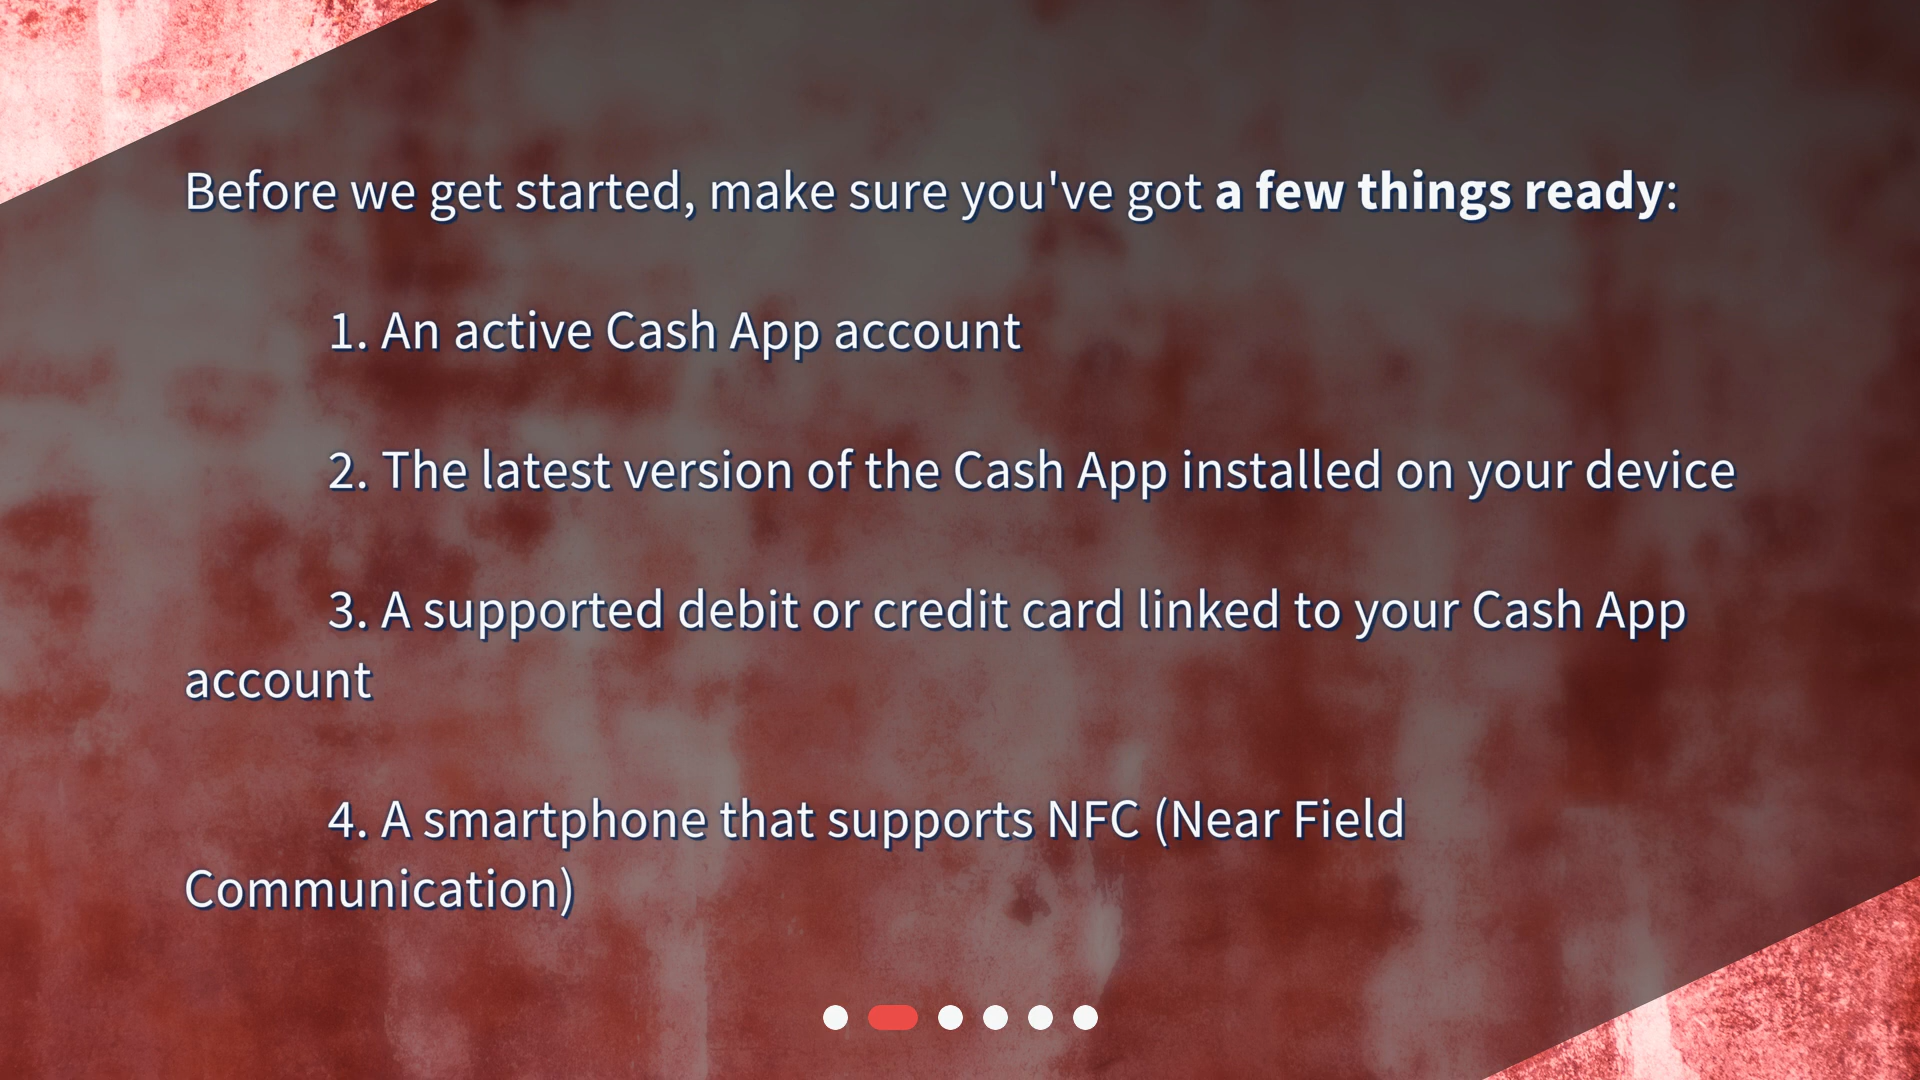 Before we get started, make sure you've got a few things ready:
1. An active Cash App account
2. The latest version of the Cash App installed on your device
3. A supported debit or credit card linked to your Cash App
account
4. A smartphone that supports NFC (Near Field
Communication)